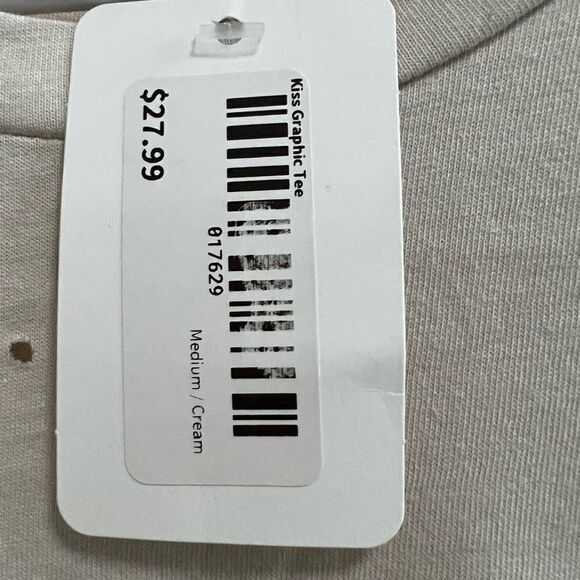 Kiss Graphic Tee
017629
Medium / Cream
$27.99